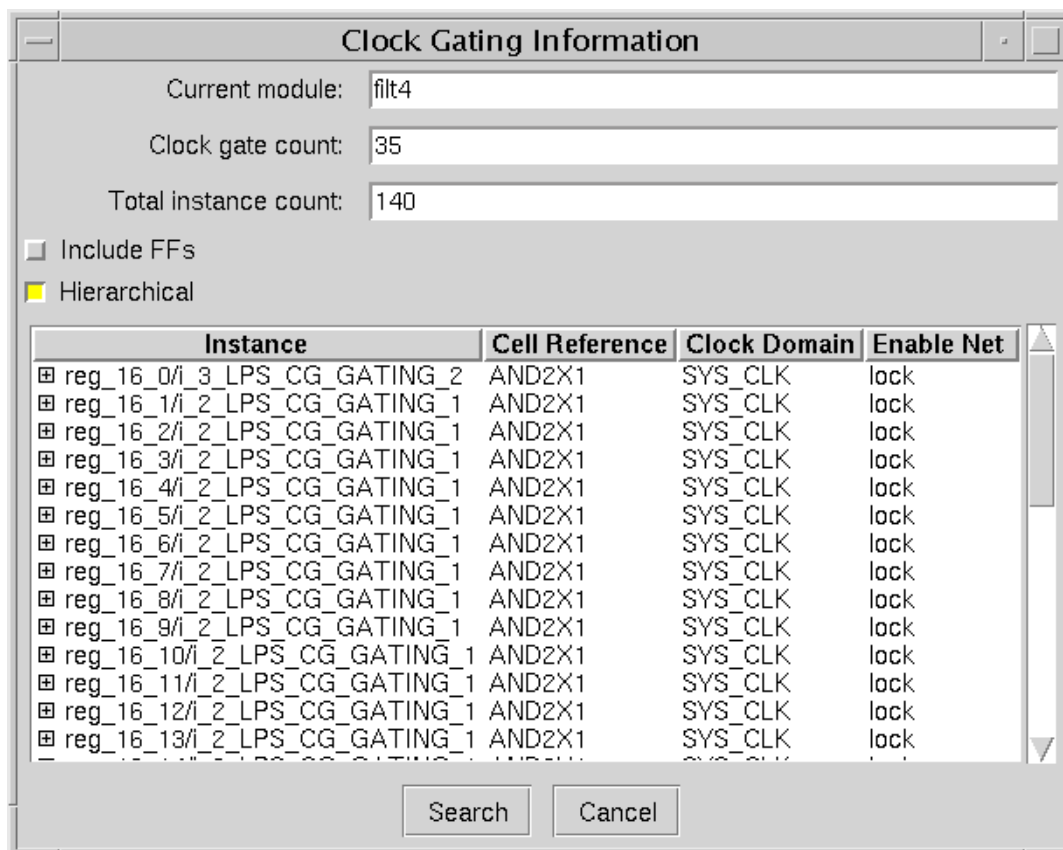 Clock Gating Information
Current module: filt4
Clock gate count: 35
Total instance count: 140
Include FFs
Hierarchical
Instance Cell Reference Clock Domain Enable Net
reg_16_0/i_3_LPS_CG_GATING_2 AND2X1 SYS_CLK lock
reg_16_1/i_2_LPS_CG_GATING_1 AND2X1 SYS_CLK lock
reg_16_2/i_2_LPS_CG_GATING_1 AND2X1 SYS_CLK lock
reg_16_3/i_2_LPS_CG_GATING_1 AND2X1 SYS_CLK lock
reg_16_4/i_2_LPS_CG_GATING_1 AND2X1 SYS_CLK lock
reg_16_5/i_2_LPS_CG_GATING_1 AND2X1 SYS_CLK lock
reg_16_6/i_2_LPS_CG_GATING_1 AND2X1 SYS_CLK lock
reg_16_7/i_2_LPS_CG_GATING_1 AND2X1 SYS_CLK lock
reg_16_8/i_2_LPS_CG_GATING_1 AND2X1 SYS_CLK lock
reg_16_9/i_2_LPS_CG_GATING_1 AND2X1 SYS_CLK lock
reg_16_10/i_2_LPS_CG_GATING_1 AND2X1 SYS_CLK lock
reg_16_11/i_2_LPS_CG_GATING_1 AND2X1 SYS_CLK lock
reg_16_12/i_2_LPS_CG_GATING_1 AND2X1 SYS_CLK lock
reg_16_13/i_2_LPS_CG_GATING_1 AND2X1 SYS_CLK lock
Search Cancel